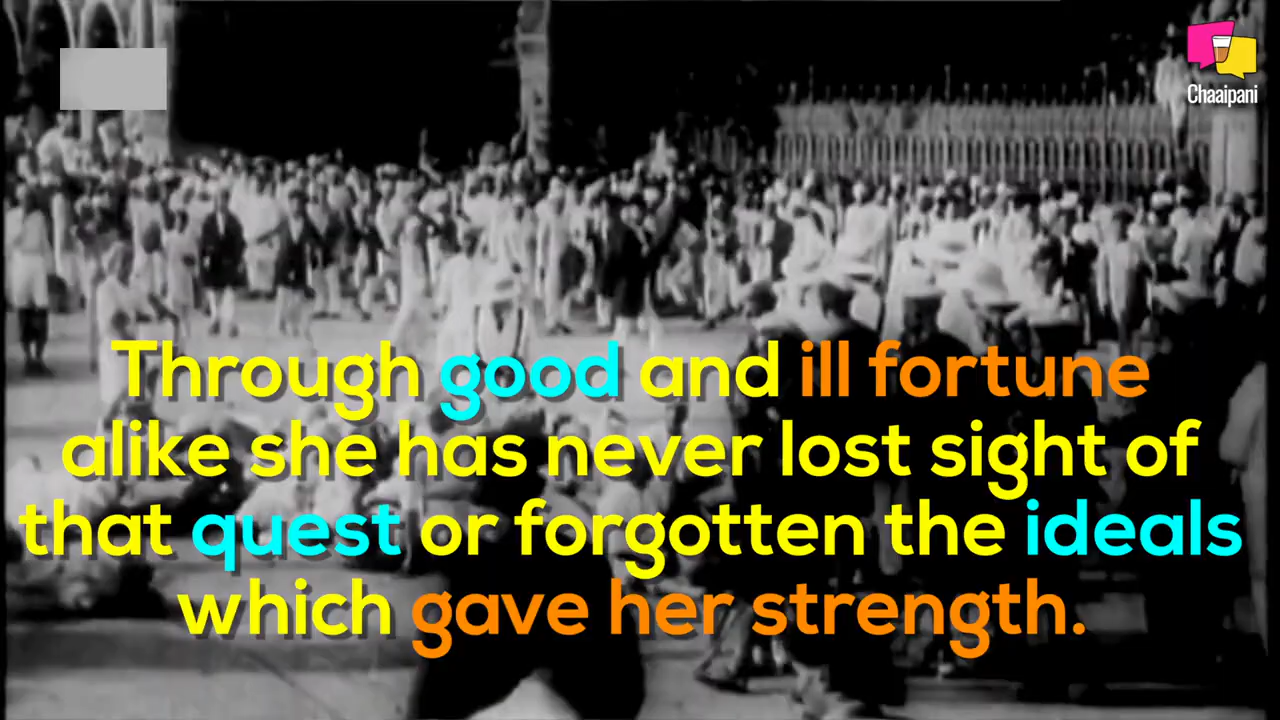 Chaaipani
Through good and ill fortune
alike she has never lost sight of
that quest or forgotten the ideals
which gave her strength.